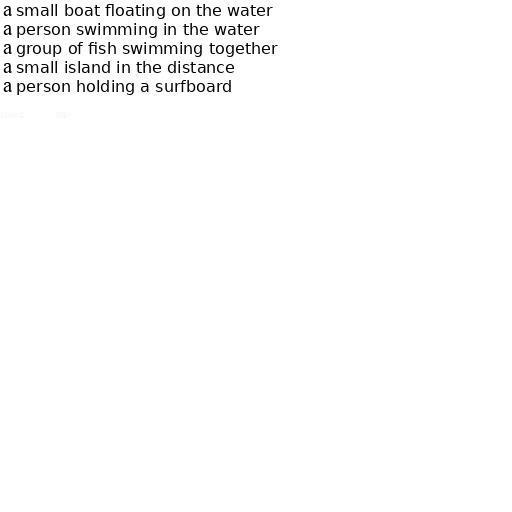 a small boat floating on the water
a person swimming in the water
a group of fish swimming together
a small island in the distance
a person holding a surfboard